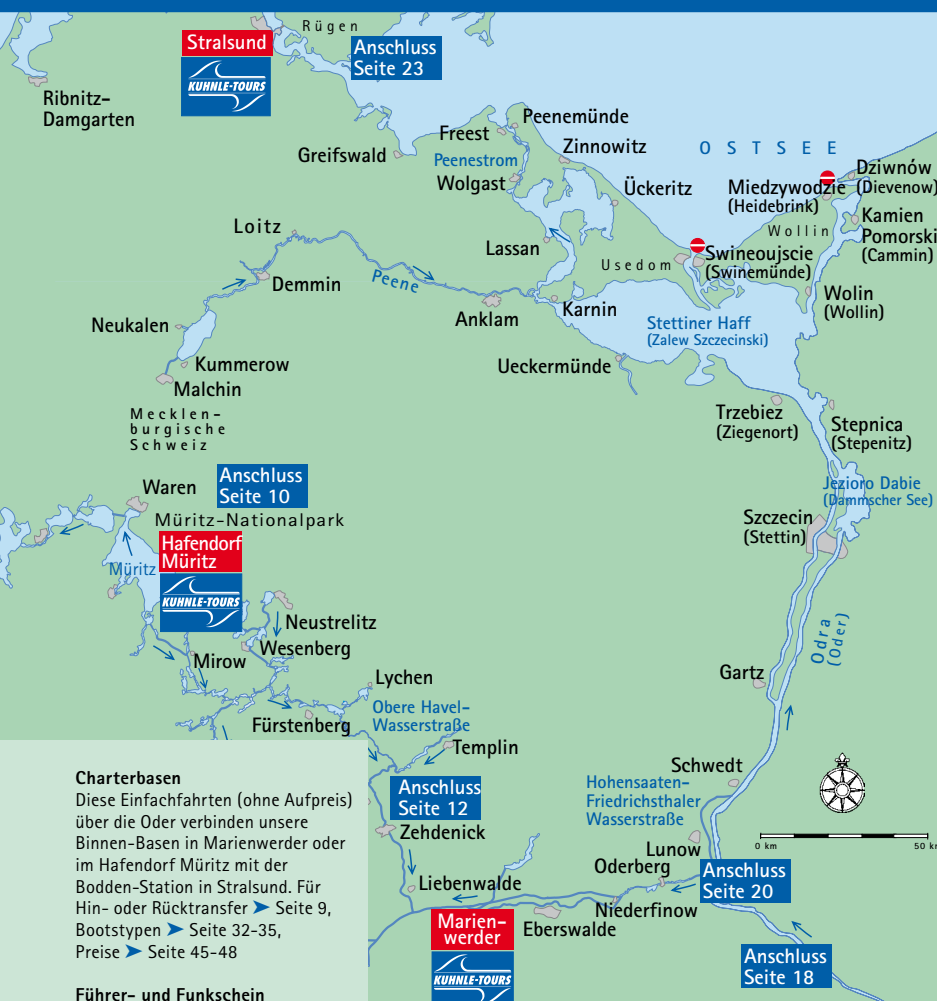 Rügen
Stralsund
KUHNLE-TOURS
Anschluss
Seite 23
Ribnitz-
Damgarten
Peenemünde
Freest
Zinnowitz
OSTSEE
Greifswald
Peenestrom
Wolgast
Ückeritz
Dziwnów
(Dievenow)
Miedzywodzie
(Heidebrink)
Kamien
Pomorski
(Cammin)
Wollin
Loitz
Lassan
Usedom
Swineoujscie
(Swinemünde)
Demmin
Peene
Wolin
(Wollin)
Neukalen
Anklam
Karnin
Stettiner Haff
(Zalew Szczecinski)
Kummerow
Malchin
Ueckermünde
Mecklen-
burgische
Schweiz
Trzebiez
(Ziegenort)
Stepnica
(Stepenitz)
Waren
Anschluss
Seite 10
Jezioro Dabie
(Dammscher See)
Müritz-Nationalpark
Szczecin
(Stettin)
Hafendorf
Müritz
KUHNLE-TOURS
Müritz
Neustrelitz
Wesenberg
Odra
(Oder)
Mirow
Lychen
Gartz
Fürstenberg
Obere Havel-
Wasserstraße
Templin
Schwedt
Anschluss
Seite 12
Hohensaaten-
Friedrichsthaler
Wasserstraße
Zehdenick
0 km
50 km
Lunow
Oderberg
Anschluss
Seite 20
Liebenwalde
Niederfinow
Eberswalde
Marien-
werder
KUHNLE-TOURS
Anschluss
Seite 18
Charterbasen
Diese Einfachfahrten (ohne Aufpreis)
über die Oder verbinden unsere
Binnen-Basen in Marienwerder oder
im Hafendorf Müritz mit der
Bodden-Station in Stralsund. Für
Hin- oder Rücktransfer ➤ Seite 9,
Bootstypen ➤ Seite 32-35,
Preise ➤ Seite 45-48
Führer- und Funkschein